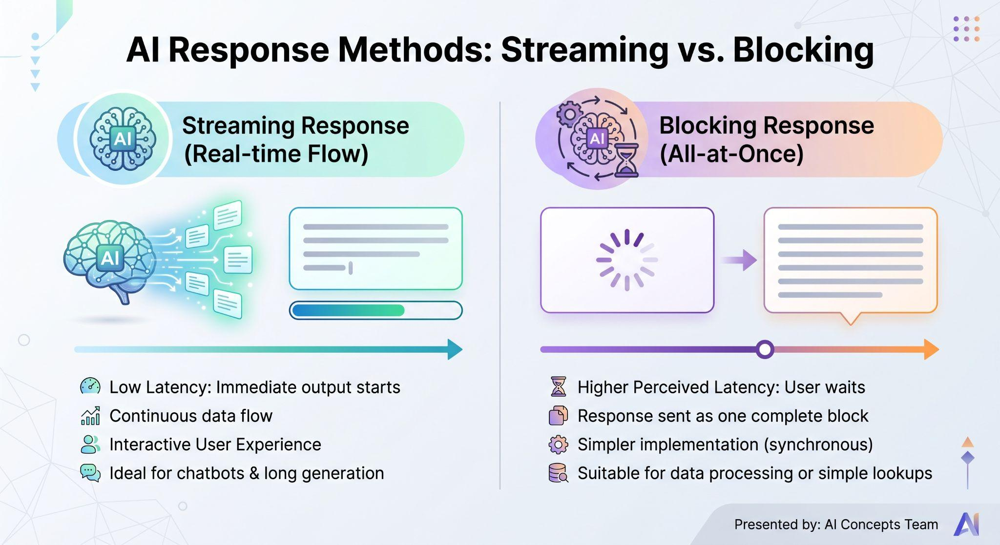 AI Response Methods: Streaming vs. Blocking
AI
Streaming Response
(Real-time Flow)
AI
Low Latency: Immediate output starts
Continuous data flow
Interactive User Experience
Ideal for chatbots & long generation
AI
Blocking Response
(All-at-Once)
Higher Perceived Latency: User waits
Response sent as one complete block
Simpler implementation (synchronous)
Suitable for data processing or simple lookups
Presented by: AI Concepts Team
AI